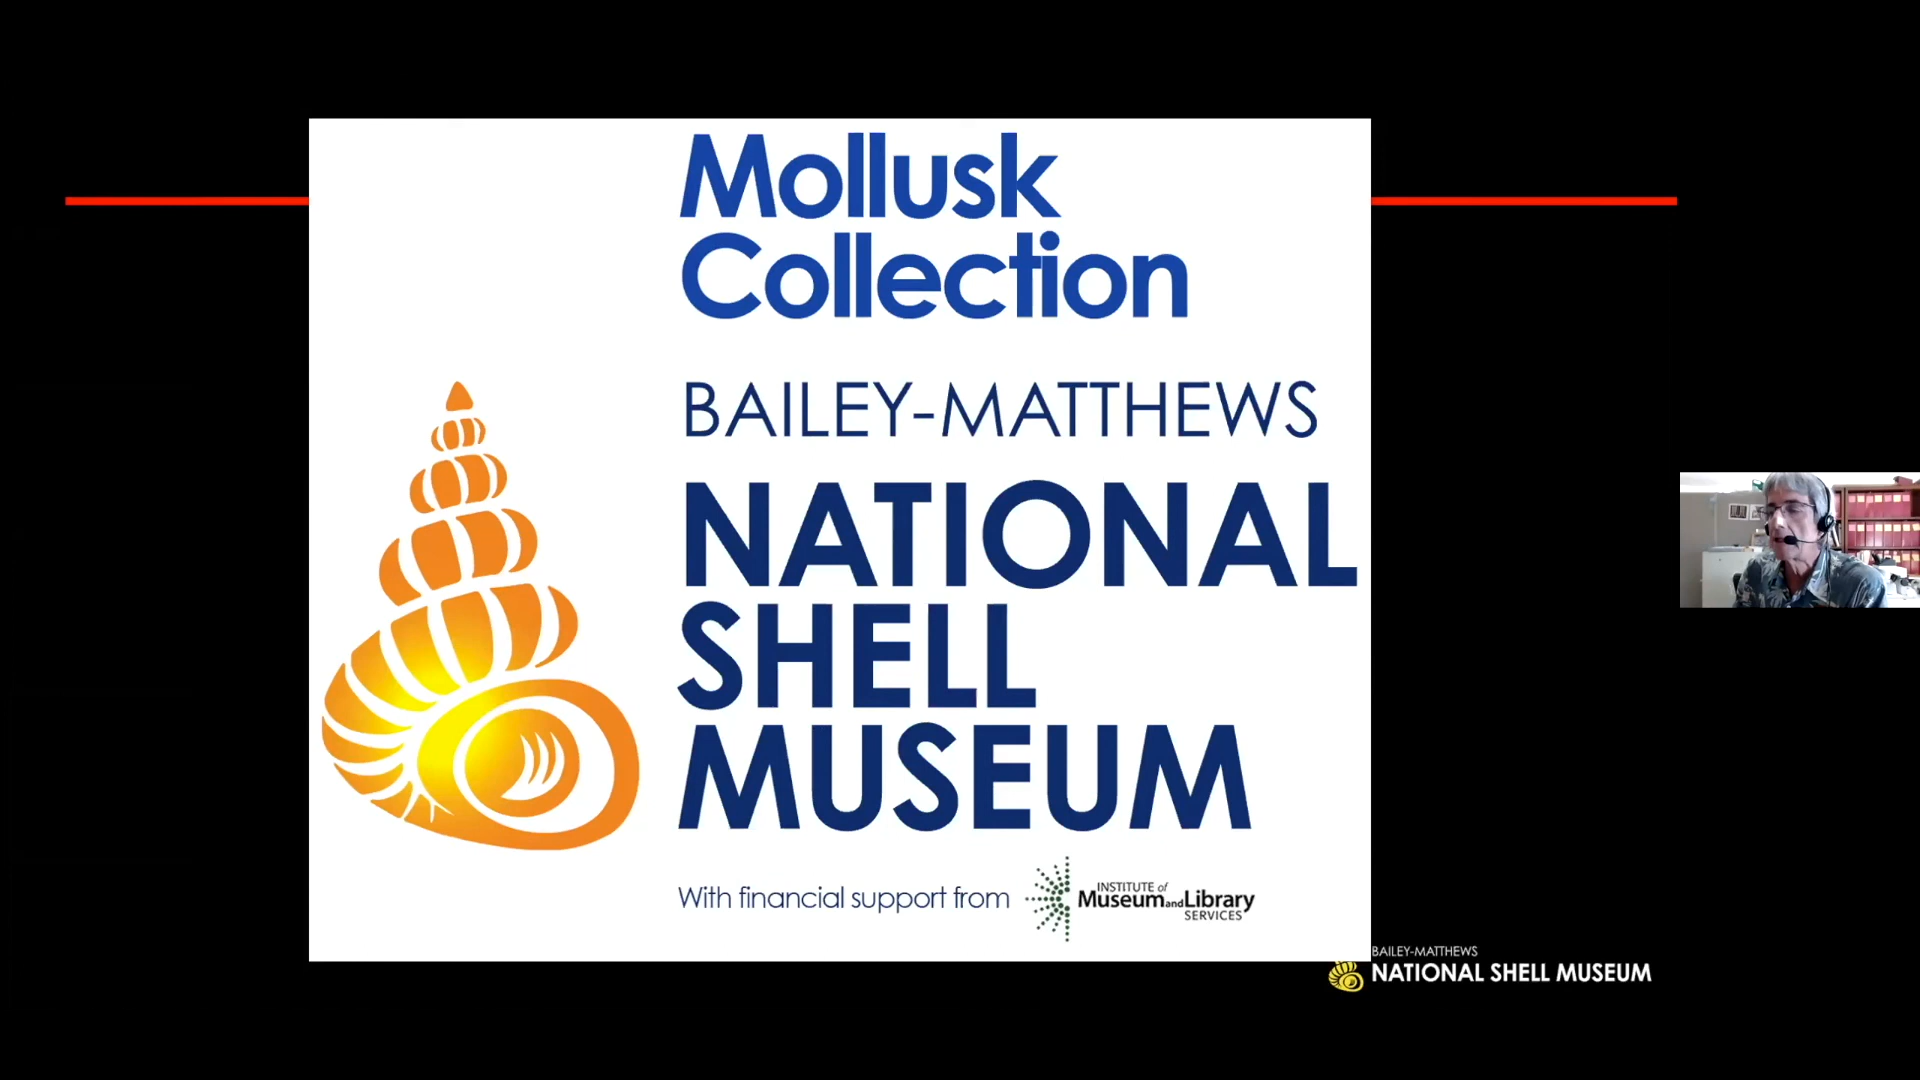 Mollusk
Collection
BAILEY-MATTHEWS
NATIONAL
SHELL
MUSEUM
With financial support from
INSTITUTE of
Museum and Library
SERVICES
BAILEY-MATTHEWS
NATIONAL SHELL MUSEUM